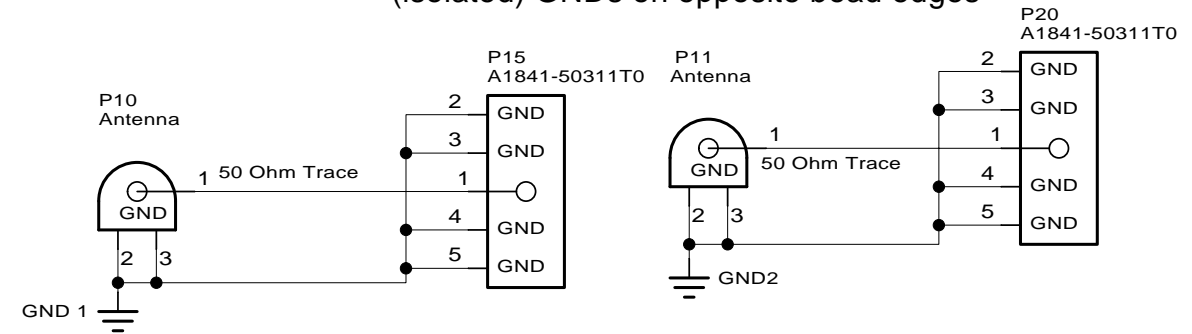 (isolated) GNDs on opposite boad edges
P20
A1841-50311T0
P15
A1841-50311T0
P11
Antenna
P10
Antenna
2 GND
3 GND
1
4 GND
5 GND
1 50 Ohm Trace
GND
2 3
GND 1
2 GND
3 GND
1
4 GND
5 GND
1
50 Ohm Trace
GND
2 3
GND2